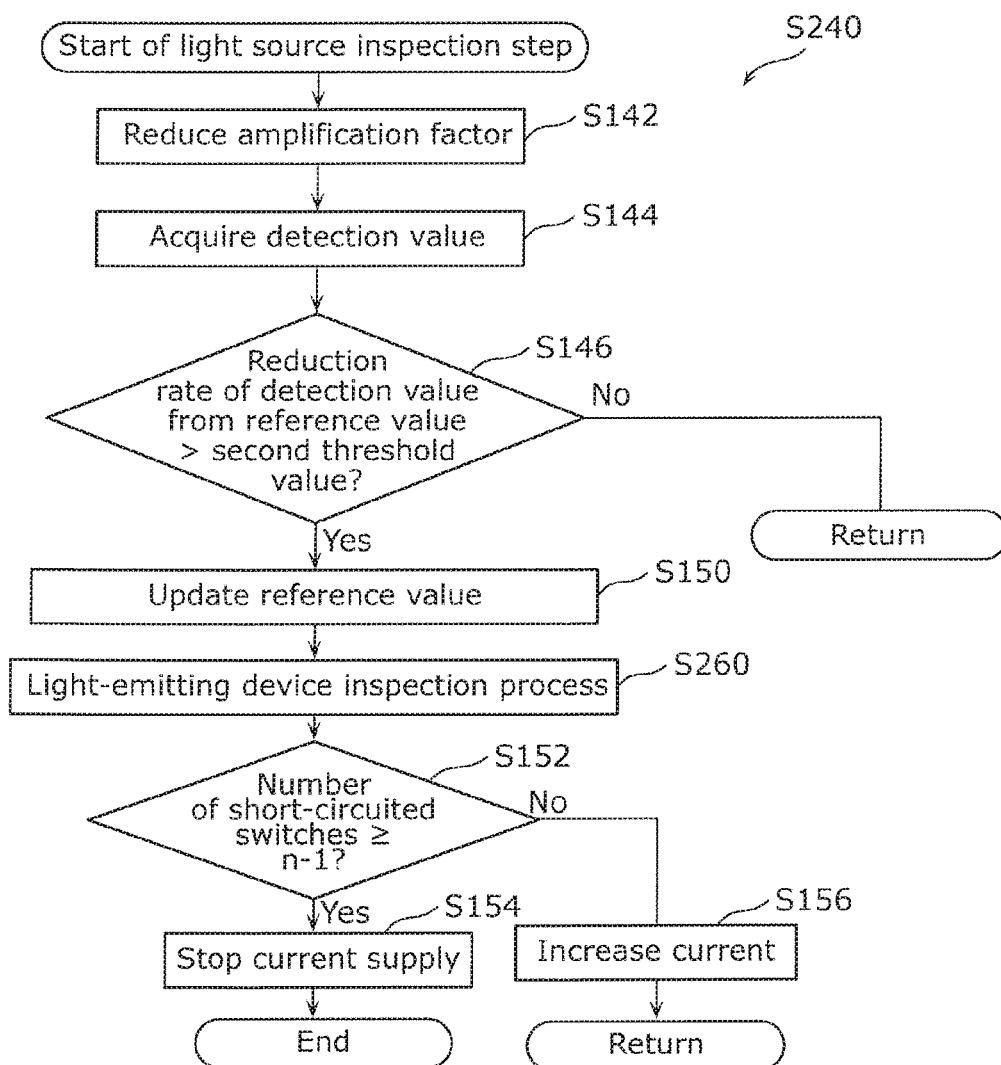 S240
Start of light source inspection step
S142
Reduce amplification factor
S144
Acquire detection value
S146
Reduction
rate of detection value
from reference value
> second threshold
value?
No
Return
Yes
S150
Update reference value
S260
Light-emitting device inspection process
S152
Number
of short-circuited
switches ≥
n-1?
No
Yes
S154
Stop current supply
S156
Increase current
End
Return